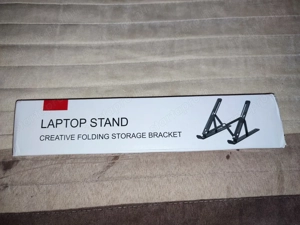 LAPTOP STAND
CREATIVE FOLDING STORAGE BRACKET